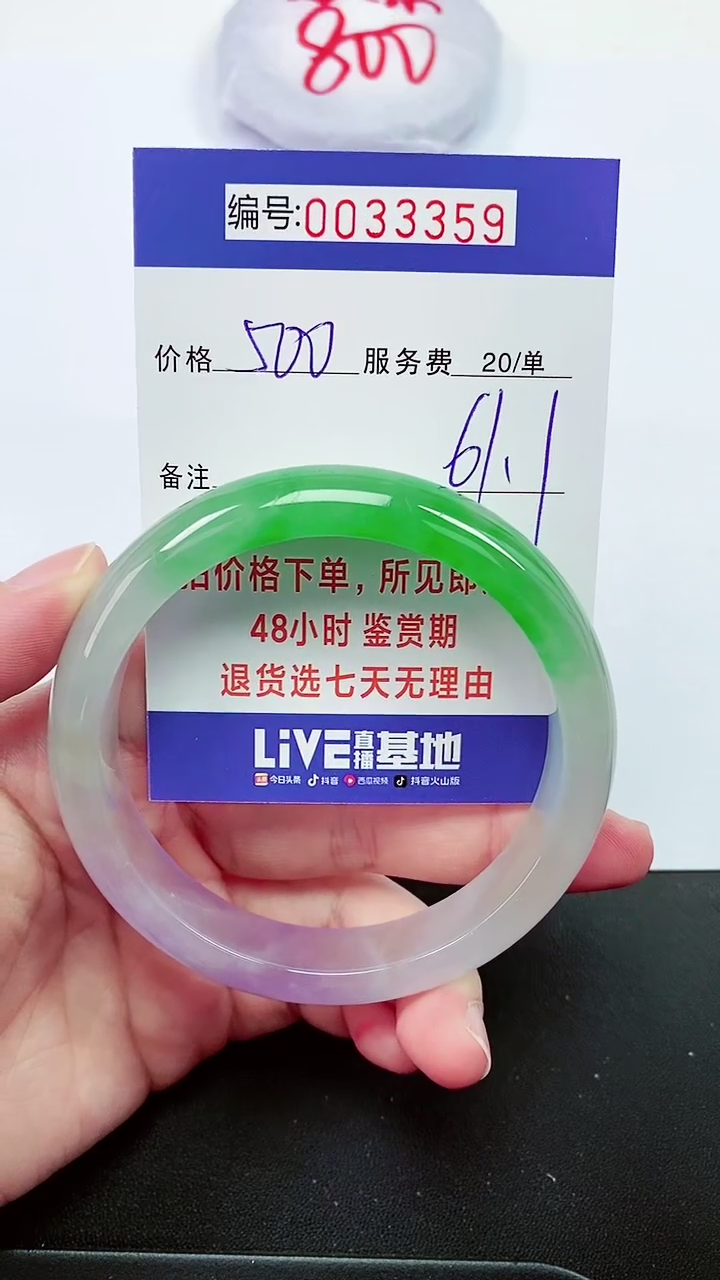 800
编号:0033359
价格 500 服务费 20/单
备注 61.1
价格下单，所见即
48小时 鉴赏期
退货选七天无理由
LiVE直播基地
头条 今日头条 抖音 西瓜视频 抖音火山版